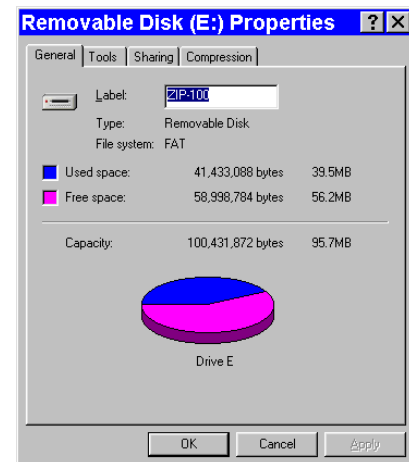 Removable Disk (E:) Properties
General Tools Sharing Compression
Label: ZIP-100
Type: Removable Disk
File system: FAT
Used space: 41,433,088 bytes 39.5MB
Free space: 58,998,784 bytes 56.2MB
Capacity: 100,431,872 bytes 95.7MB
Drive E
OK Cancel Apply